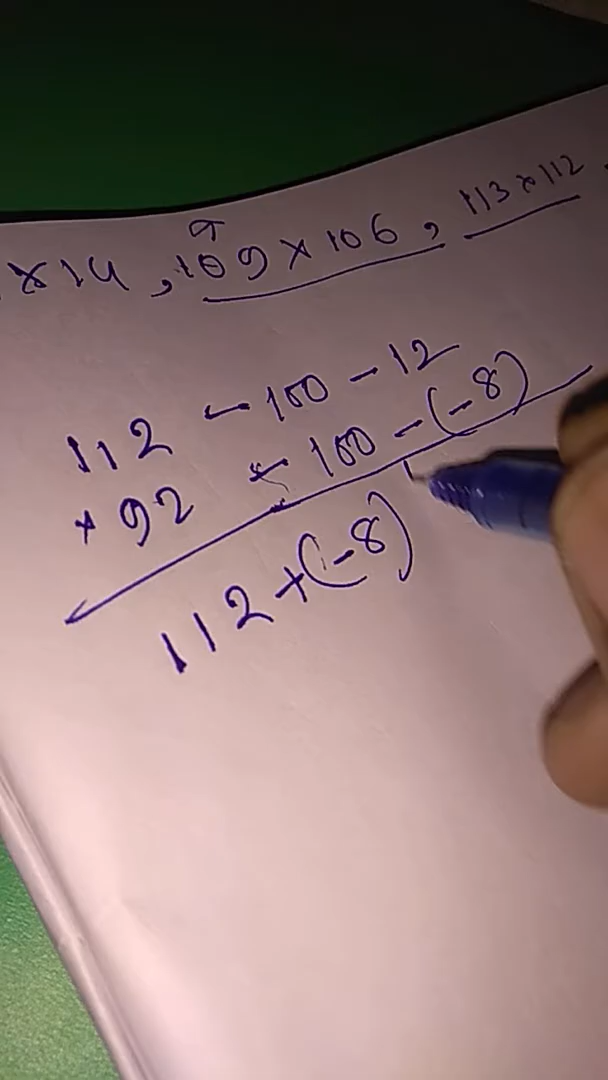 ×14, 109×106, 113×112
112 - 100 - 12
×92 - 100 - (-8)
112+(-8)